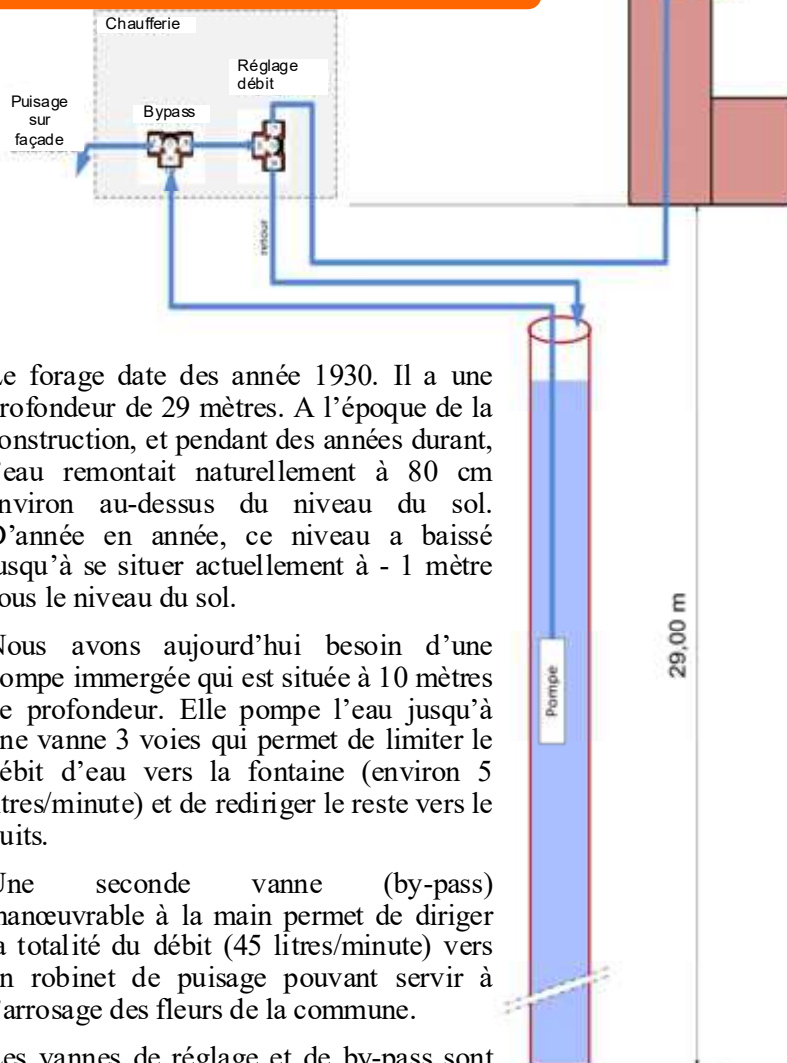 Chaufferie
Réglage
débit
Puisage
sur
façade
Bypass
retour
Le forage date des année 1930. Il a une
rofondeur de 29 mètres. A l’époque de la
onstruction, et pendant des années durant,
’eau remontait naturellement à 80 cm
nviron au-dessus du niveau du sol.
D’année en année, ce niveau a baissé
usqu’à se situer actuellement à - 1 mètre
ous le niveau du sol.
Nous avons aujourd’hui besoin d’une
ompe immergée qui est située à 10 mètres
e profondeur. Elle pompe l’eau jusqu’à
ne vanne 3 voies qui permet de limiter le
ébit d’eau vers la fontaine (environ 5
itres/minute) et de rediriger le reste vers le
uits.
Une seconde vanne (by-pass)
manœuvrable à la main permet de diriger
a totalité du débit (45 litres/minute) vers
un robinet de puisage pouvant servir à
’arrosage des fleurs de la commune.
Les vannes de réglage et de by-pass sont
Pompe
29,00 m